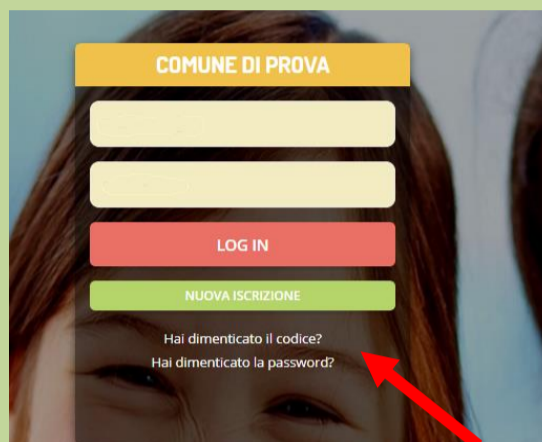 COMUNE DI PROVA
LOG IN
NUOVA ISCRIZIONE
Hai dimenticato il codice?
Hai dimenticato la password?